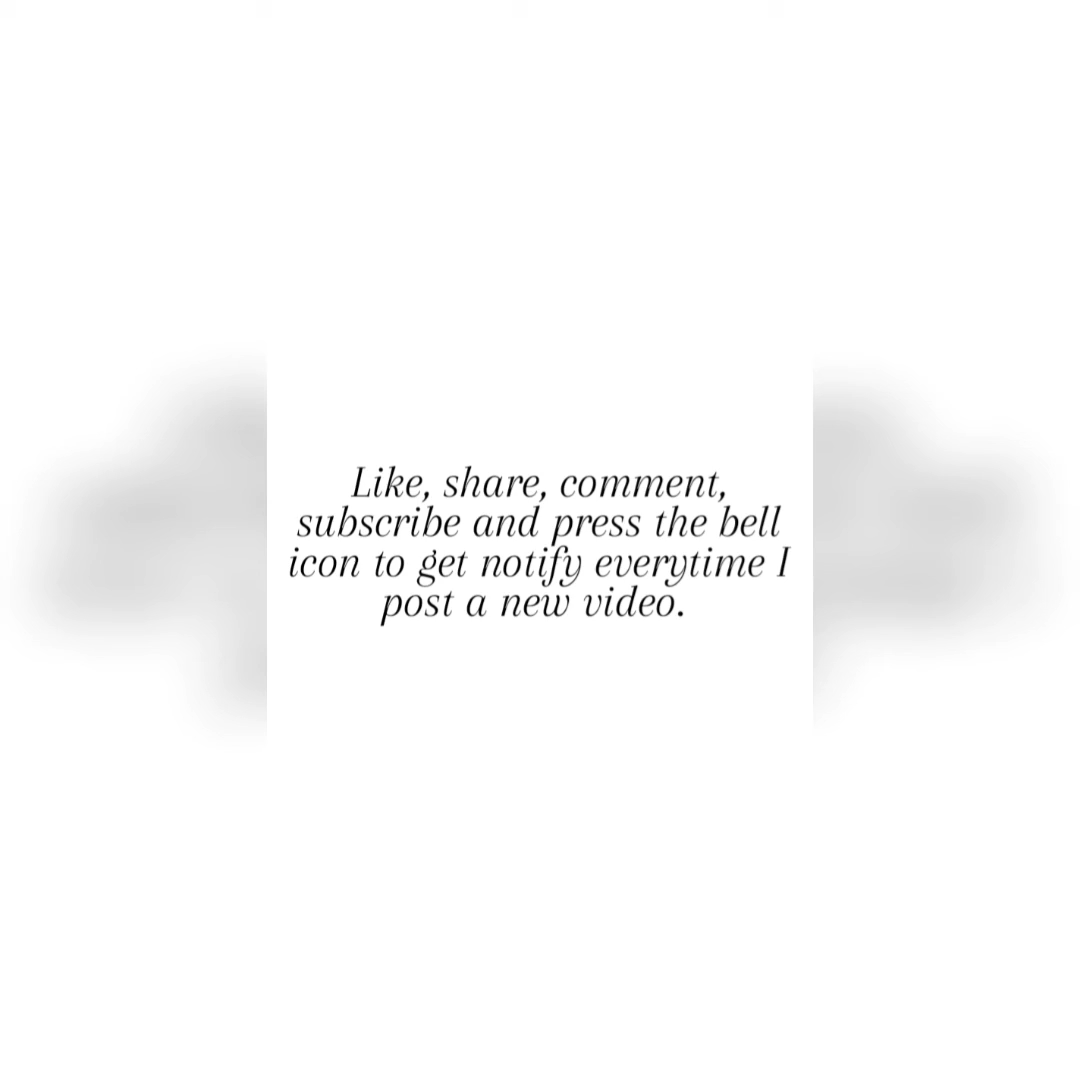 Like, share, comment,
subscribe and press the bell
icon to get notify everytime I
post a new video.